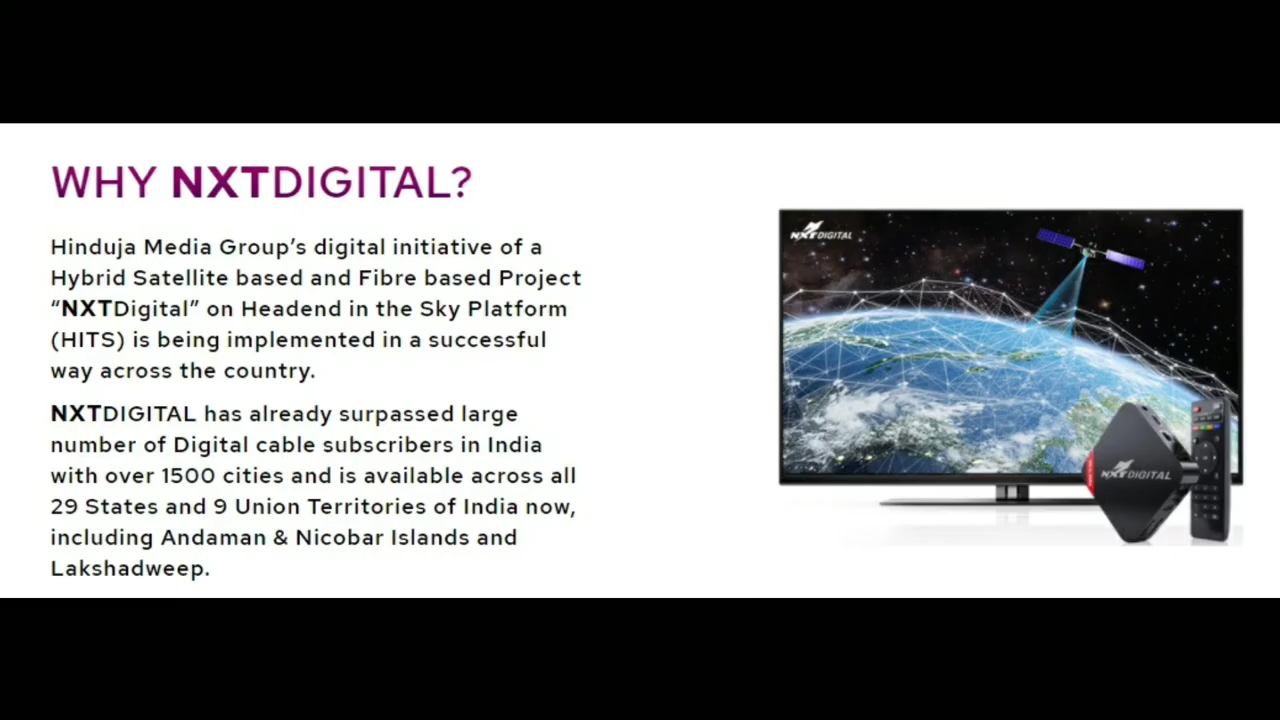 WHY NXTDIGITAL?
Hinduja Media Group’s digital initiative of a
Hybrid Satellite based and Fibre based Project
“NXTDigital” on Headend in the Sky Platform
(HITS) is being implemented in a successful
way across the country.
NXTDIGITAL has already surpassed large
number of Digital cable subscribers in India
with over 1500 cities and is available across all
29 States and 9 Union Territories of India now,
including Andaman & Nicobar Islands and
Lakshadweep.
NXTDIGITAL
NXTDIGITAL